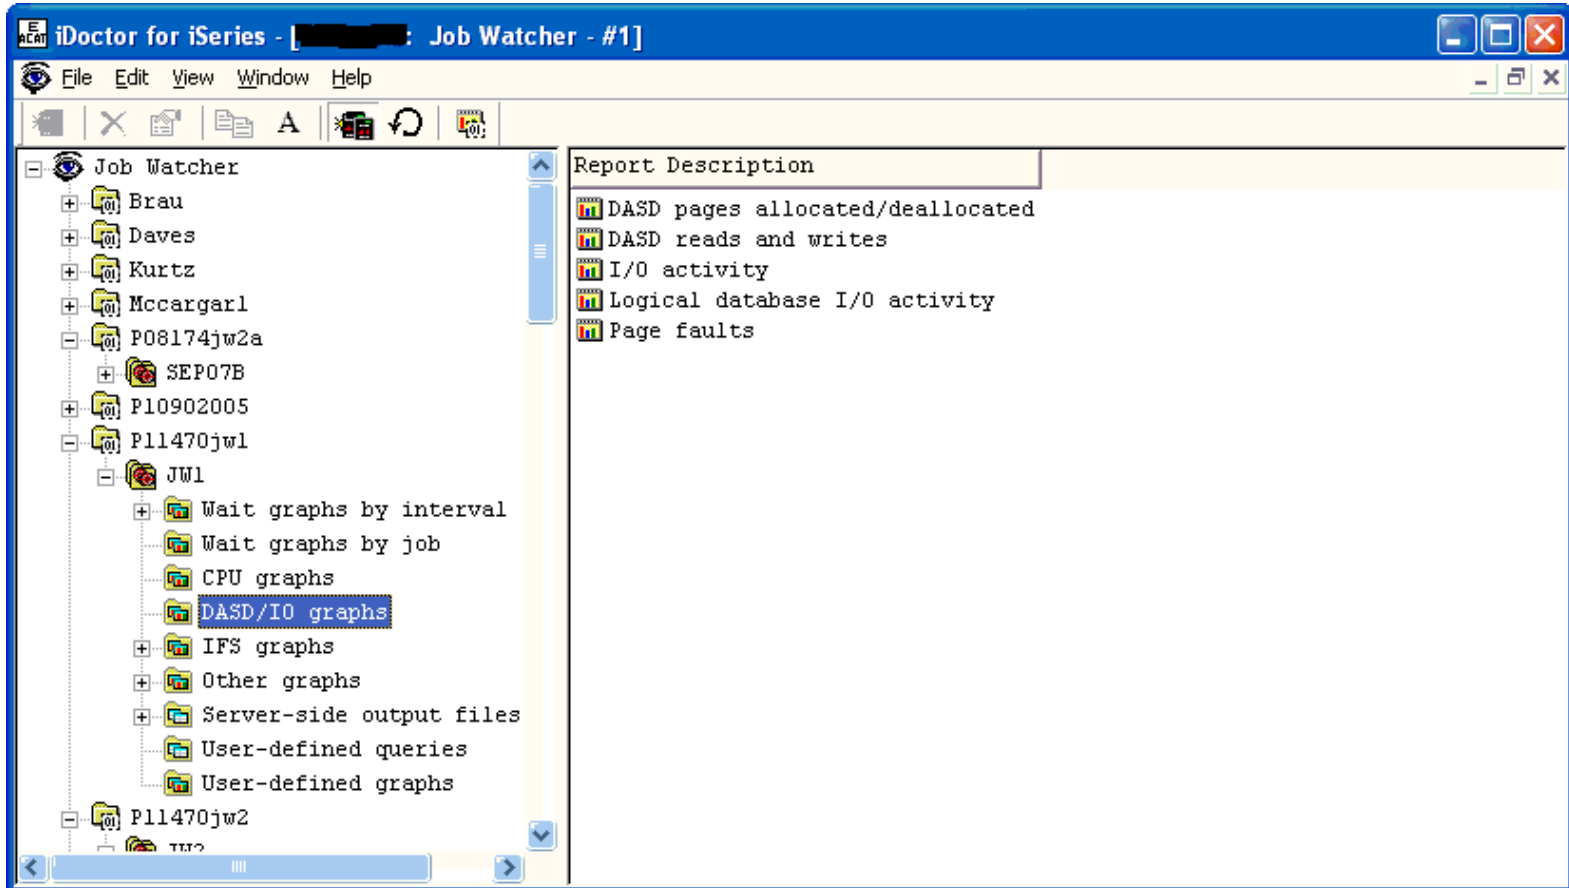 iDoctor for iSeries - [ : Job Watcher - #1]
File Edit View Window Help
A
Job Watcher
Brau
Daves
Kurtz
Mccargarl
P08174jw2a
SEP07B
P10902005
P11470jw1
JW1
Wait graphs by interval
Wait graphs by job
CPU graphs
DASD/IO graphs
IFS graphs
Other graphs
Server-side output files
User-defined queries
User-defined graphs
P11470jw2
JW2
Report Description
DASD pages allocated/deallocated
DASD reads and writes
I/O activity
Logical database I/O activity
Page faults